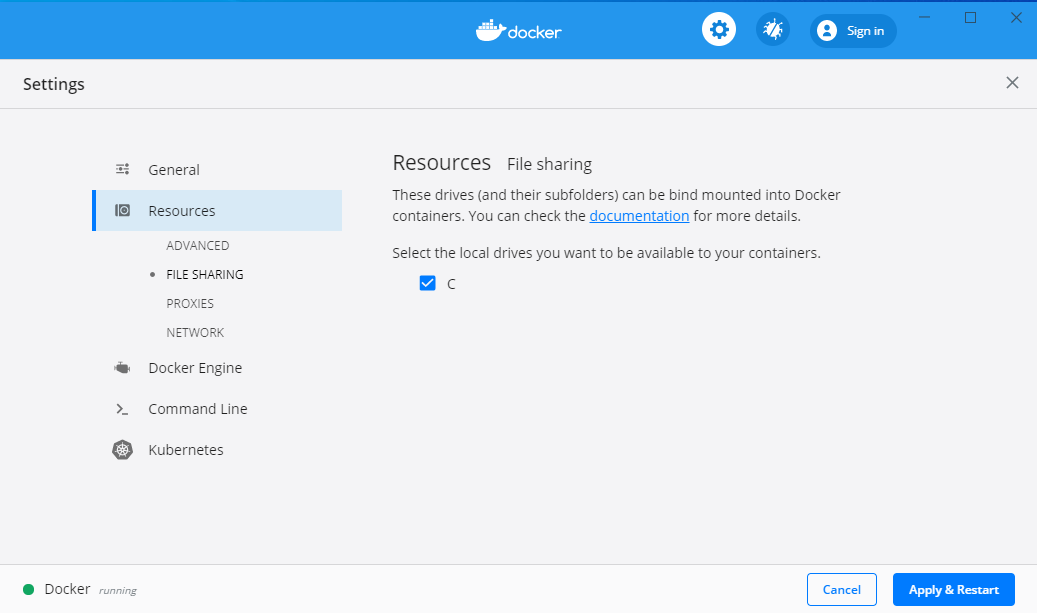 docker
Sign in
Settings
General
Resources
ADVANCED
FILE SHARING
PROXIES
NETWORK
Docker Engine
Command Line
Kubernetes
Resources File sharing
These drives (and their subfolders) can be bind mounted into Docker
containers. You can check the documentation for more details.
Select the local drives you want to be available to your containers.
C
Docker running
Cancel
Apply & Restart